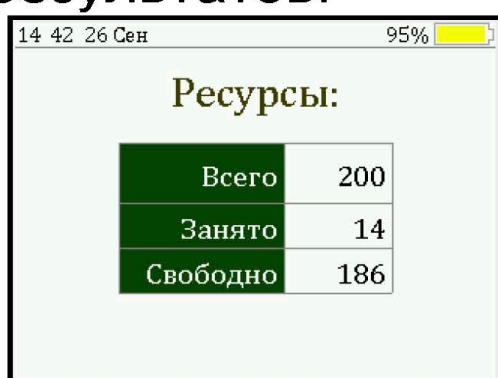 14 42 26 Сен 95%
Ресурсы:
Всего 200
Занято 14
Свободно 186